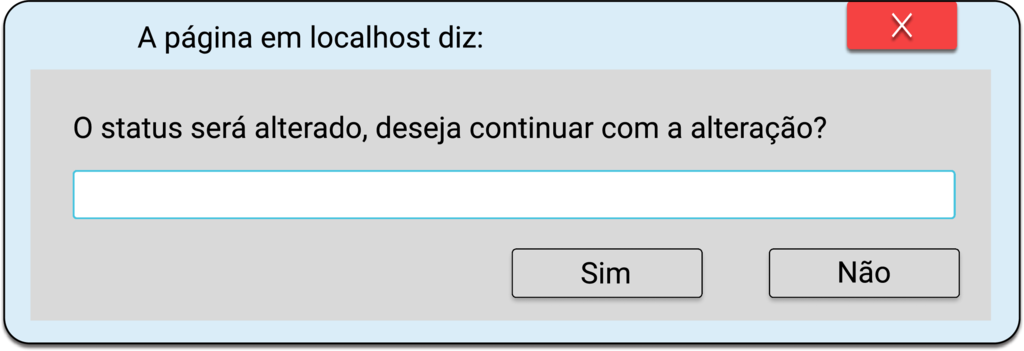 A página em localhost diz:
X
O status será alterado, deseja continuar com a alteração?
Sim
Não